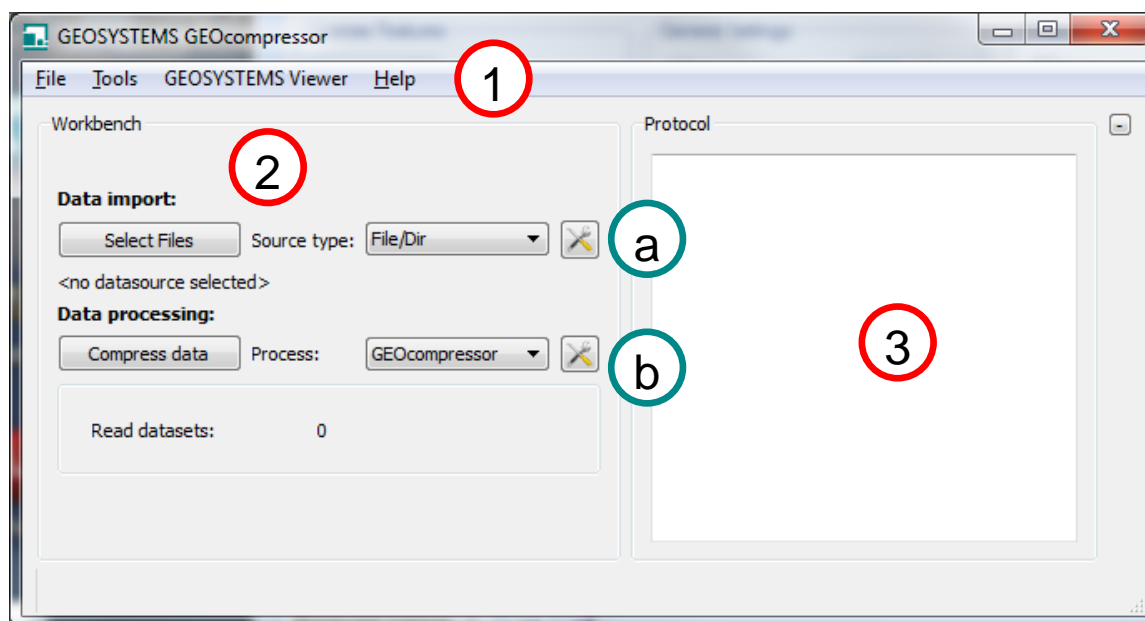 GEOSYSTEMS GEOcompressor
File Tools GEOSYSTEMS Viewer Help
1
Workbench
Protocol
-
2
Data import:
Select Files Source type: File/Dir
a
<no datasource selected>
Data processing:
Compress data Process: GEOcompressor
b
3
Read datasets: 0